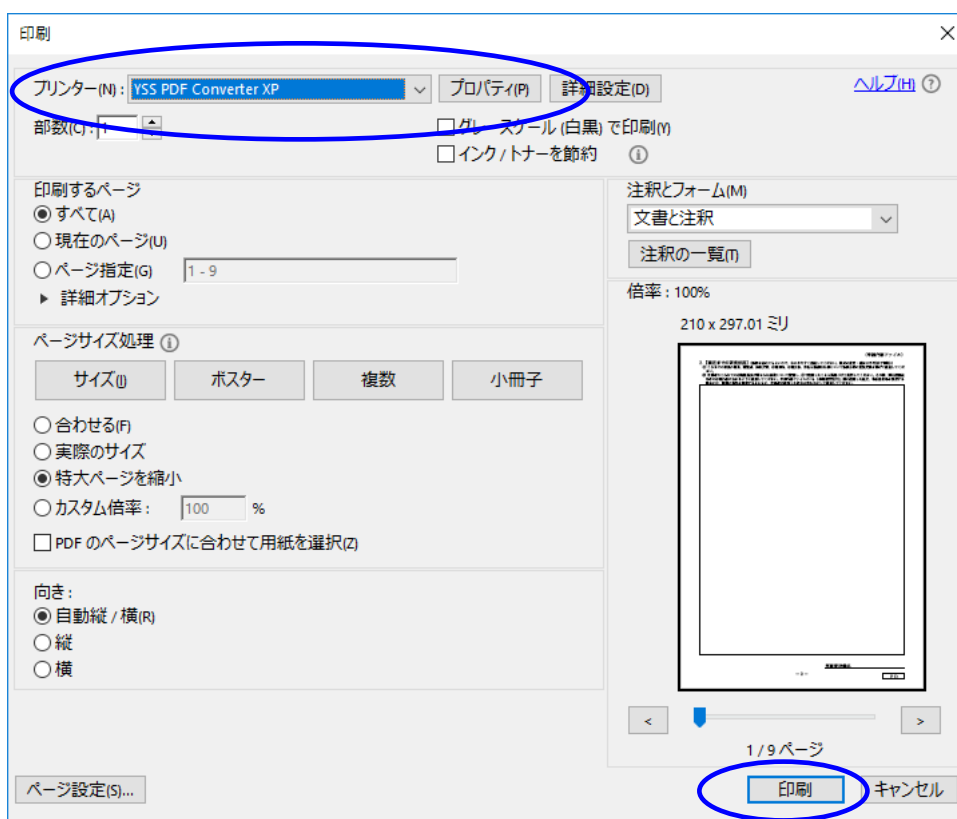 印刷
プリンター(N): YSS PDF Converter XP プロパティ(P) 詳細設定(D) ヘルプ(H)
部数(C): 1 グレースケール (白黒) で印刷(Y)
インク / トナーを節約
印刷するページ
すべて(A)
現在のページ(U)
ページ指定(G) 1 - 9
詳細オプション
注釈とフォーム(M)
文書と注釈
注釈の一覧(T)
ページサイズ処理
サイズ(I) ポスター 複数 小冊子
合わせる(F)
実際のサイズ
特大ページを縮小
カスタム倍率: 100 %
PDF のページサイズに合わせて用紙を選択(Z)
向き:
自動縦 / 横(R)
縦
横
倍率: 100%
210 x 297.01 ミリ
< >
1 / 9 ページ
ページ設定(S)... 印刷 キャンセル